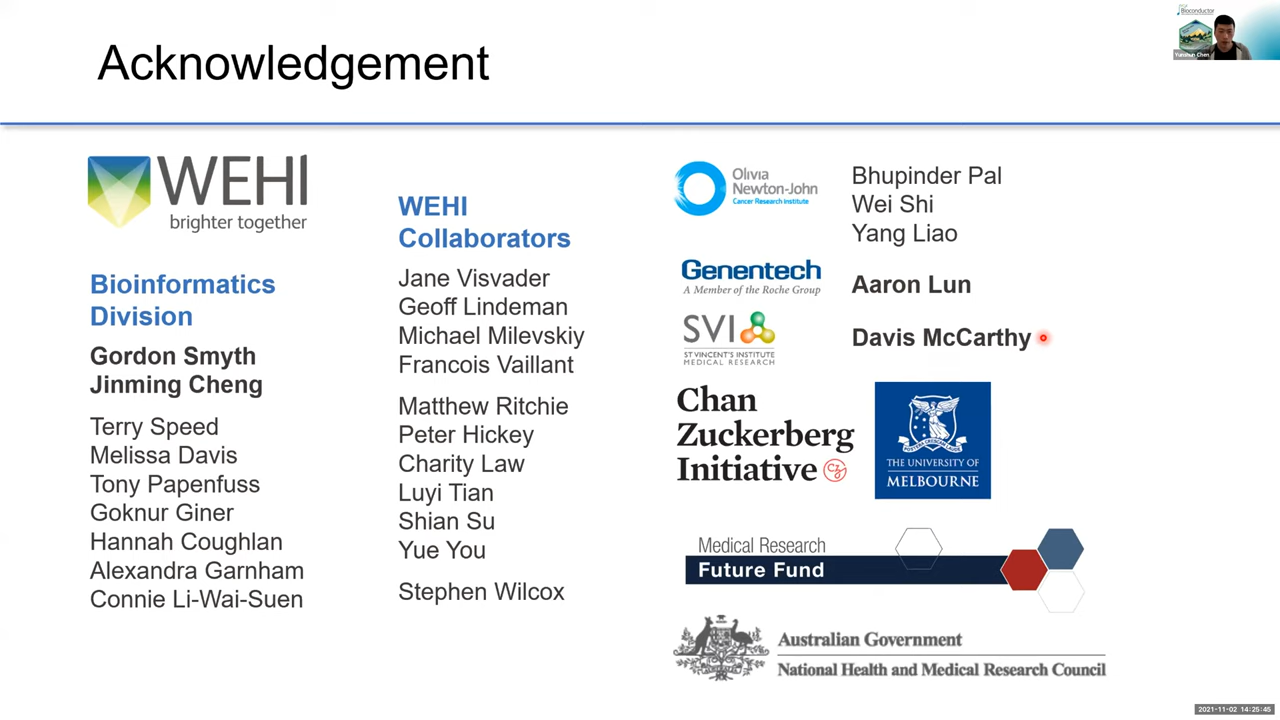 Acknowledgement
Bioconductor
Yunshun Chen
WEHI
brighter together
Bioinformatics
Division
Gordon Smyth
Jinming Cheng
Terry Speed
Melissa Davis
Tony Papenfuss
Goknur Giner
Hannah Coughlan
Alexandra Garnham
Connie Li-Wai-Suen
WEHI
Collaborators
Jane Visvader
Geoff Lindeman
Michael Milevskiy
Francois Vaillant
Matthew Ritchie
Peter Hickey
Charity Law
Luyi Tian
Shian Su
Yue You
Stephen Wilcox
Olivia
Newton-John
Cancer Research Institute
Bhupinder Pal
Wei Shi
Yang Liao
Genentech
A Member of the Roche Group
Aaron Lun
SVI
ST VINCENT'S INSTITUTE
MEDICAL RESEARCH
Davis McCarthy
Chan
Zuckerberg
Initiative
CZI
THE UNIVERSITY OF
MELBOURNE
Medical Research
Future Fund
Australian Government
National Health and Medical Research Council
2021-11-02 14:25:45